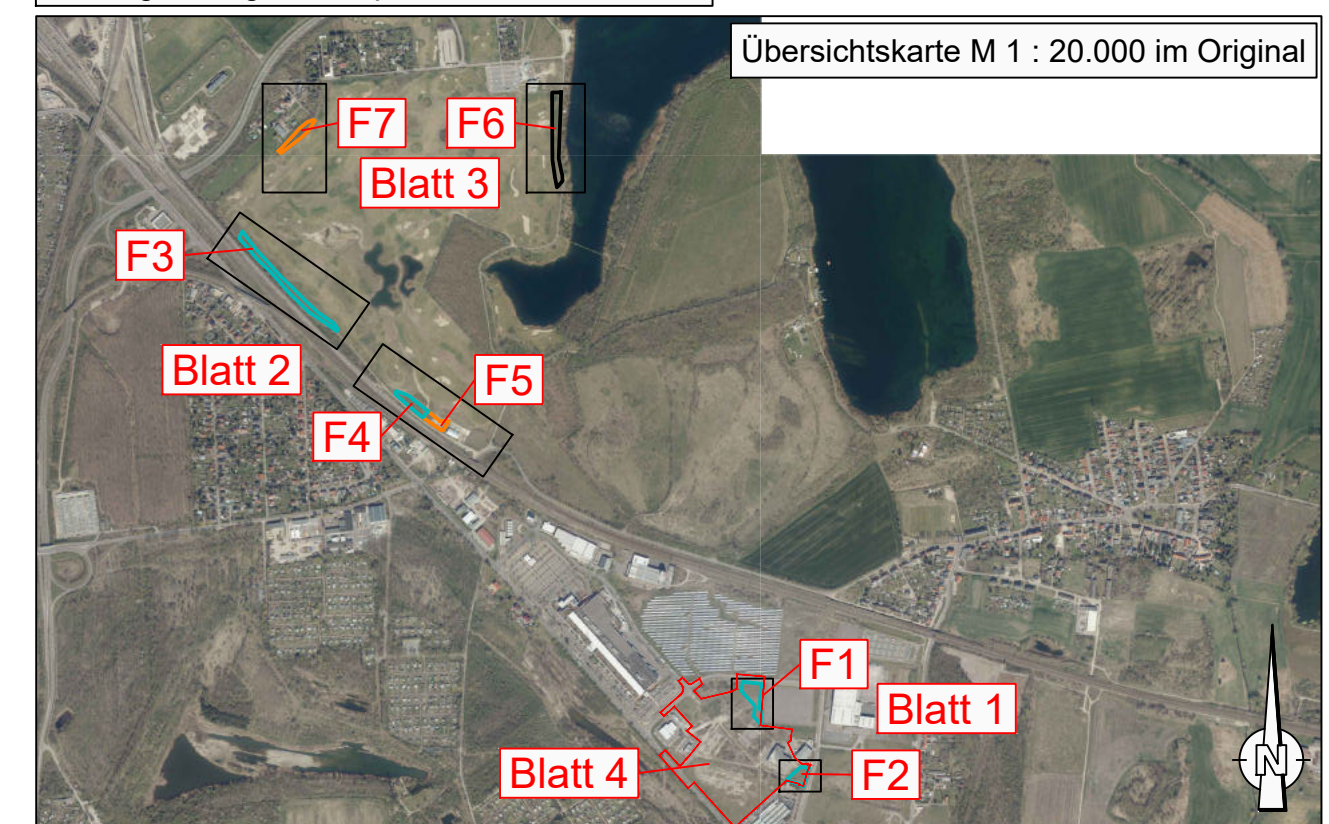 Übersichtskarte M 1 : 20.000 im Original
F7
F6
Blatt 3
F3
Blatt 2
F5
F4
F1
Blatt 1
Blatt 4
F2
N